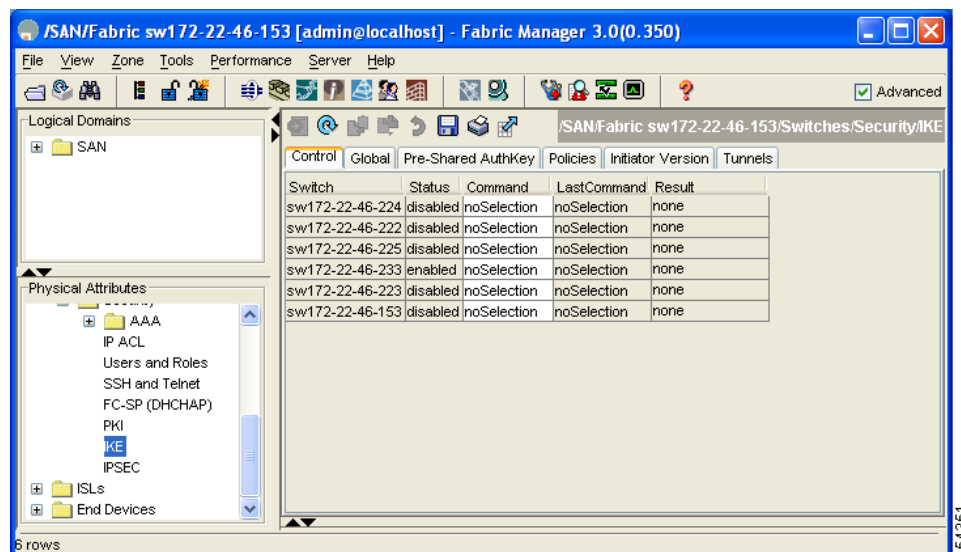 /SAN/Fabric sw172-22-46-153 [admin@localhost] - Fabric Manager 3.0(0.350)
File View Zone Tools Performance Server Help
Advanced
Logical Domains
SAN
/SAN/Fabric sw172-22-46-153/Switches/Security/IKE
Control Global Pre-Shared AuthKey Policies Initiator Version Tunnels
Switch Status Command LastCommand Result
sw172-22-46-224 disabled noSelection noSelection none
sw172-22-46-222 disabled noSelection noSelection none
sw172-22-46-225 disabled noSelection noSelection none
sw172-22-46-233 enabled noSelection noSelection none
sw172-22-46-223 disabled noSelection noSelection none
sw172-22-46-153 disabled noSelection noSelection none
Physical Attributes
AAA
IP ACL
Users and Roles
SSH and Telnet
FC-SP (DHCHAP)
PKI
IKE
IPSEC
ISLs
End Devices
6 rows